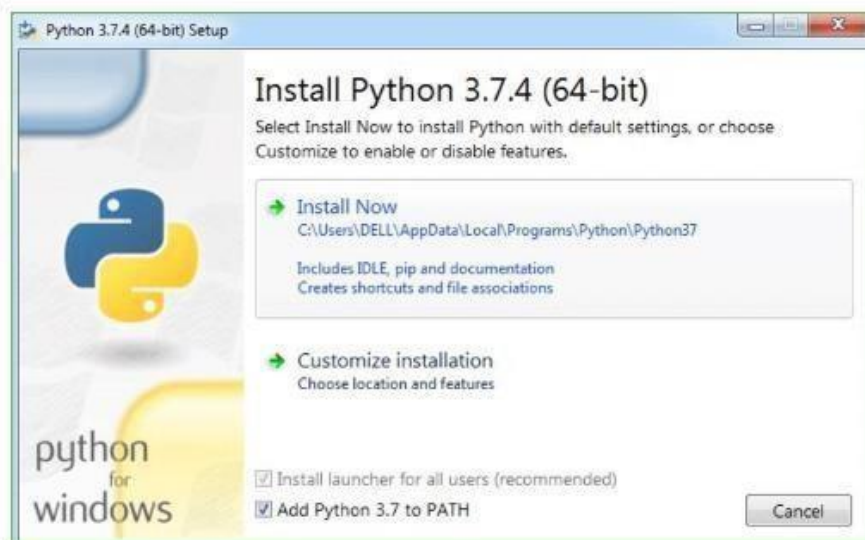 Python 3.7.4 (64-bit) Setup
Install Python 3.7.4 (64-bit)
Select Install Now to install Python with default settings, or choose
Customize to enable or disable features.
Install Now
C:\Users\DELL\AppData\Local\Programs\Python\Python37
Includes IDLE, pip and documentation
Creates shortcuts and file associations
Customize installation
Choose location and features
python
for
windows
Install launcher for all users (recommended)
Add Python 3.7 to PATH
Cancel